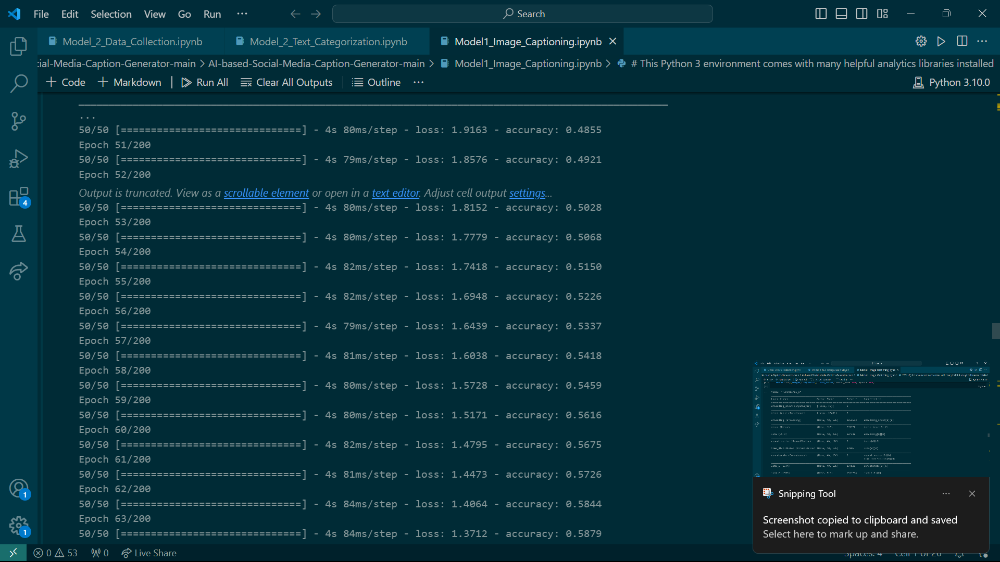 File Edit Selection View Go Run ··· Search
Model_2_Data_Collection.ipynb Model_2_Text_Categorization.ipynb Model1_Image_Captioning.ipynb
cial-Media-Caption-Generator-main > AI-based-Social-Media-Caption-Generator-main > Model1_Image_Captioning.ipynb > # This Python 3 environment comes with many helpful analytics libraries installed
+ Code + Markdown | Run All Clear All Outputs | Outline ··· Python 3.10.0
...
50/50 [==============================] - 4s 80ms/step - loss: 1.9163 - accuracy: 0.4855
Epoch 51/200
50/50 [==============================] - 4s 79ms/step - loss: 1.8576 - accuracy: 0.4921
Epoch 52/200
Output is truncated. View as a scrollable element or open in a text editor. Adjust cell output settings...
50/50 [==============================] - 4s 80ms/step - loss: 1.8152 - accuracy: 0.5028
Epoch 53/200
50/50 [==============================] - 4s 80ms/step - loss: 1.7779 - accuracy: 0.5068
Epoch 54/200
50/50 [==============================] - 4s 82ms/step - loss: 1.7418 - accuracy: 0.5150
Epoch 55/200
50/50 [==============================] - 4s 82ms/step - loss: 1.6948 - accuracy: 0.5226
Epoch 56/200
50/50 [==============================] - 4s 79ms/step - loss: 1.6439 - accuracy: 0.5337
Epoch 57/200
50/50 [==============================] - 4s 81ms/step - loss: 1.6038 - accuracy: 0.5418
Epoch 58/200
50/50 [==============================] - 4s 80ms/step - loss: 1.5728 - accuracy: 0.5459
Epoch 59/200
50/50 [==============================] - 4s 80ms/step - loss: 1.5171 - accuracy: 0.5616
Epoch 60/200
50/50 [==============================] - 4s 82ms/step - loss: 1.4795 - accuracy: 0.5675
Epoch 61/200
50/50 [==============================] - 4s 81ms/step - loss: 1.4473 - accuracy: 0.5726
Epoch 62/200
50/50 [==============================] - 4s 84ms/step - loss: 1.4064 - accuracy: 0.5844
Epoch 63/200
50/50 [==============================] - 4s 84ms/step - loss: 1.3712 - accuracy: 0.5879
4
1
1
Snipping Tool ···
Screenshot copied to clipboard and saved
Select here to mark up and share.
0 53 0 Live Share Spaces: 4 Cell 1 of 26